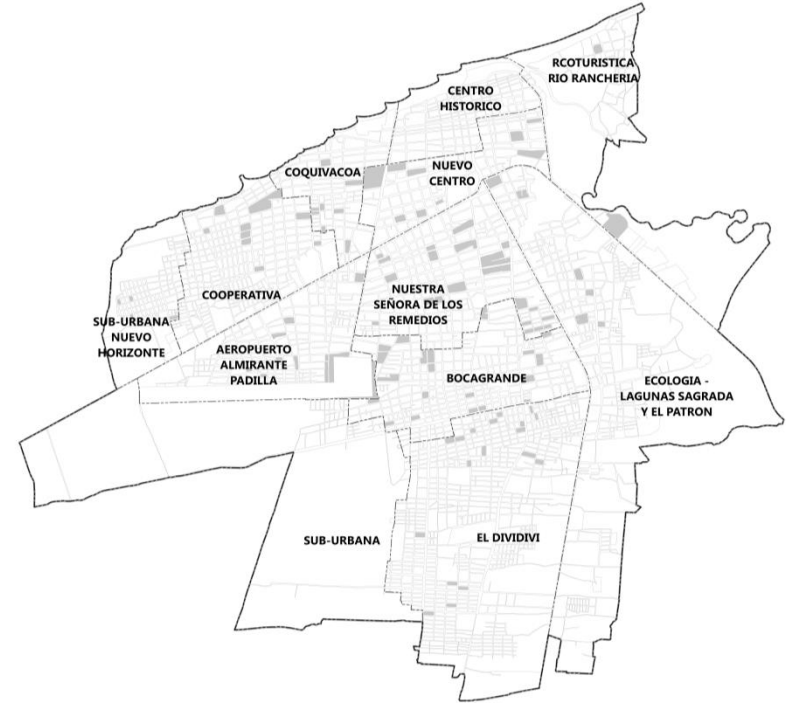 RCOTURISTICA
RIO RANCHERIA
CENTRO
HISTORICO
COQUIVACOA
NUEVO
CENTRO
COOPERATIVA
NUESTRA
SEÑORA DE LOS
REMEDIOS
SUB-URBANA
NUEVO
HORIZONTE
AEROPUERTO
ALMIRANTE
PADILLA
BOCAGRANDE
ECOLOGIA -
LAGUNAS SAGRADA
Y EL PATRON
SUB-URBANA
EL DIVIDIVI